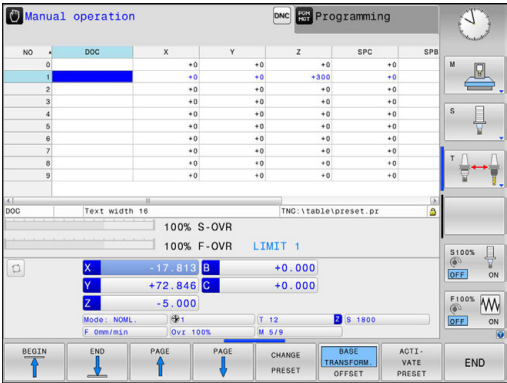 Manual operation DNC PGM MGT Programming
NO DOC X Y Z SPC SPB
0 +0 +0 +0 +0
1 +0 +0 +300 +0
2 +0 +0 +0 +0
3 +0 +0 +0 +0
4 +0 +0 +0 +0
5 +0 +0 +0 +0
6 +0 +0 +0 +0
7 +0 +0 +0 +0
8 +0 +0 +0 +0
9 +0 +0 +0 +0
DOC Text width 16 TNC:\table\preset.pr
100% S-OVR
100% F-OVR LIMIT 1
X -17.813 B +0.000
Y +72.846 C +0.000
Z -5.000
Mode: NOML. 1 T 12 Z S 1800
F 0mm/min Ovr 100% M 5/9
M
S
T
S100%
OFF ON
F100%
OFF ON
BEGIN
END
PAGE
PAGE
CHANGE
PRESET
BASE
TRANSFORM.
OFFSET
ACTI-
VATE
PRESET
END